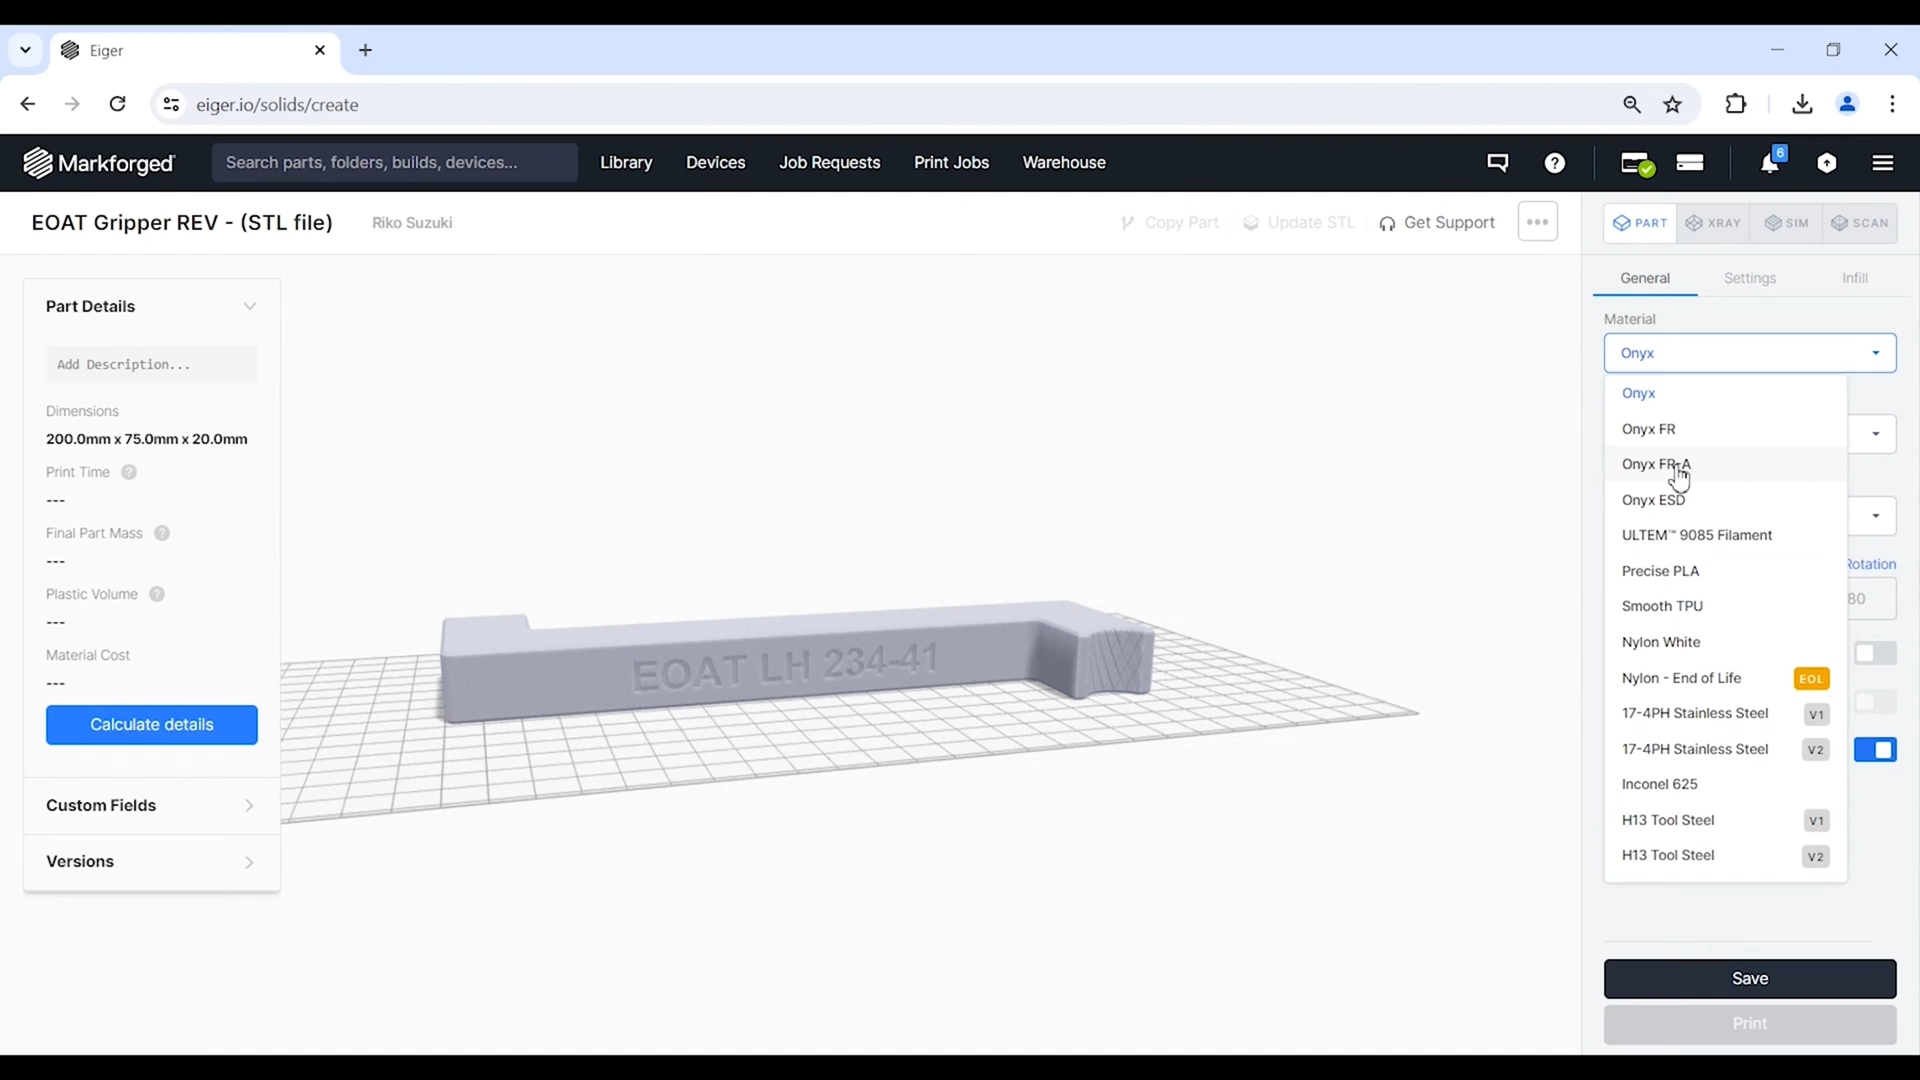 Eiger
eiger.io/solids/create
Markforged
Search parts, folders, builds, devices...
Library
Devices
Job Requests
Print Jobs
Warehouse
6
EOAT Gripper REV - (STL file)
Riko Suzuki
Copy Part
Update STL
Get Support
PART
XRAY
SIM
SCAN
General
Settings
Infill
Part Details
Add Description...
Dimensions
200.0mm x 75.0mm x 20.0mm
Print Time
---
Final Part Mass
---
Plastic Volume
---
Material Cost
---
Calculate details
Custom Fields
Versions
EOAT LH 234-41
Material
Onyx
Onyx
Onyx FR
Onyx FR-A
Onyx ESD
ULTEM™ 9085 Filament
Precise PLA
Smooth TPU
Nylon White
Nylon - End of Life EOL
17-4PH Stainless Steel V1
17-4PH Stainless Steel V2
Inconel 625
H13 Tool Steel V1
H13 Tool Steel V2
Rotation
80
Save
Print